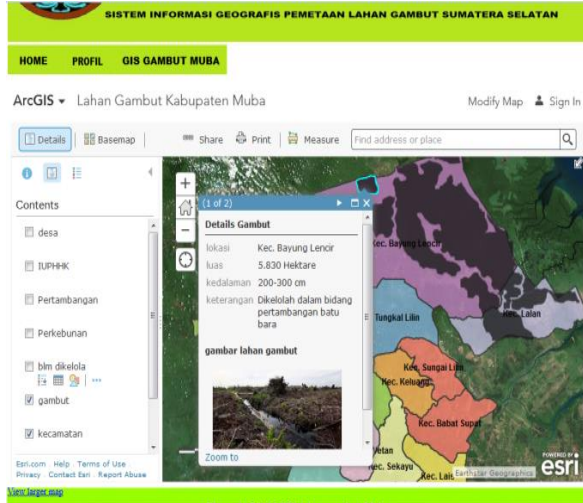 SISTEM INFORMASI GEOGRAFIS PEMETAAN LAHAN GAMBUT SUMATERA SELATAN
HOME PROFIL GIS GAMBUT MUBA
ArcGIS Lahan Gambut Kabupaten Muba Modify Map Sign In
Details Basemap Share Print Measure Find address or place
Contents
desa
IUPHHK
Pertambangan
Perkebunan
blm dikelola
gambut
kecamatan
Esri.com Help Terms of Use
Privacy Contact Esri Report Abuse
(1 of 2)
Details Gambut
lokasi Kec. Bayung Lencir
luas 5.830 Hektare
kedalaman 200-300 cm
keterangan Dikelolah dalam bidang
pertambangan batu
bara
gambar lahan gambut
Zoom to
Kec. Bayung Lencir
Kec. Lalan
Tungkal Lilin
Kec. Sungai Lilin
Kec. Keluang
Kec. Babat Supat
Kec. Sekayu
Kec. Lais
Earthstar Geographics
POWERED BY
esri
View larger map